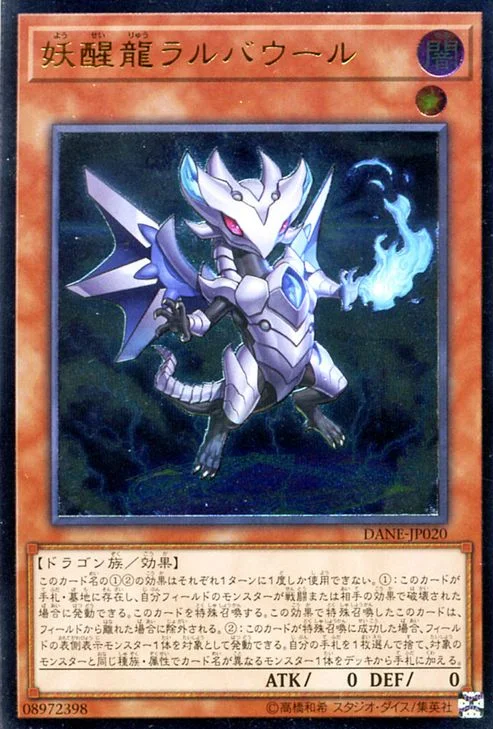 妖醒龍ラルバウール
よう せい りゅう
闇
DANE-JP020
【ドラゴン族／効果】
このカード名の①②の効果はそれぞれ1ターンに1度しか使用できない。①：このカードが
手札・墓地に存在し、自分フィールドのモンスターが戦闘または相手の効果で破壊された
場合に発動できる。このカードを特殊召喚する。この効果で特殊召喚したこのカードは、
フィールドから離れた場合に除外される。②：このカードが特殊召喚に成功した場合、フィール
ドの表側表示モンスター1体を対象として発動できる。自分の手札を1枚選んで捨て、対象の
モンスターと同じ種族・属性でカード名が異なるモンスター1体をデッキから手札に加える。
ATK/ 0 DEF/ 0
08972398
©高橋和希 スタジオ・ダイス/集英社